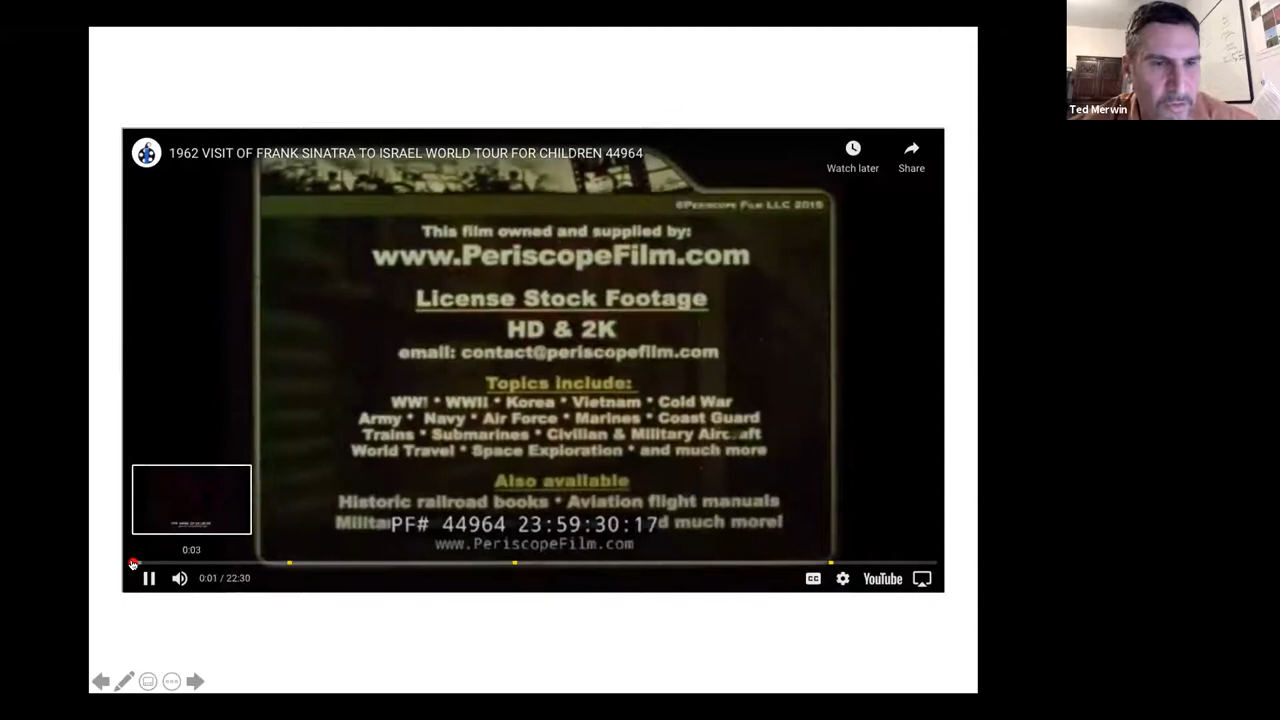 Ted Merwin
1962 VISIT OF FRANK SINATRA TO ISRAEL WORLD TOUR FOR CHILDREN 44964
Watch later
Share
©PERISCOPE FILM LLC 2015
This film owned and supplied by:
www.PeriscopeFilm.com
License Stock Footage
HD & 2K
email: contact@periscopefilm.com
Topics include:
WWI * WWII * Korea * Vietnam * Cold War
Army * Navy * Air Force * Marines * Coast Guard
Trains * Submarines * Civilian & Military Aircraft
World Travel * Space Exploration * and much more
Also available
Historic railroad books * Aviation flight manuals
PF# 44964 23:59:30:17 d much more!
www.PeriscopeFilm.com
0:03
0:01 / 22:30
CC
YouTube